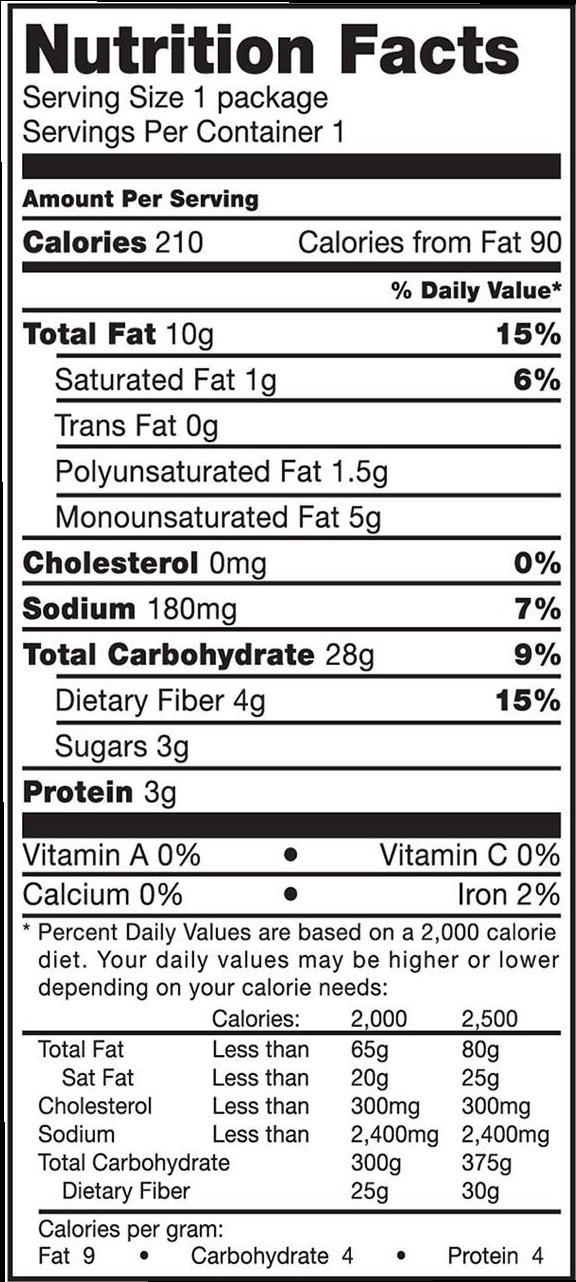 Nutrition Facts
Serving Size 1 package
Servings Per Container 1
Amount Per Serving
Calories 210 Calories from Fat 90
% Daily Value*
Total Fat 10g 15%
Saturated Fat 1g 6%
Trans Fat 0g
Polyunsaturated Fat 1.5g
Monounsaturated Fat 5g
Cholesterol 0mg 0%
Sodium 180mg 7%
Total Carbohydrate 28g 9%
Dietary Fiber 4g 15%
Sugars 3g
Protein 3g
Vitamin A 0% • Vitamin C 0%
Calcium 0% • Iron 2%
* Percent Daily Values are based on a 2,000 calorie
diet. Your daily values may be higher or lower
depending on your calorie needs:
Calories: 2,000 2,500
Total Fat Less than 65g 80g
Sat Fat Less than 20g 25g
Cholesterol Less than 300mg 300mg
Sodium Less than 2,400mg 2,400mg
Total Carbohydrate 300g 375g
Dietary Fiber 25g 30g
Calories per gram:
Fat 9 • Carbohydrate 4 • Protein 4